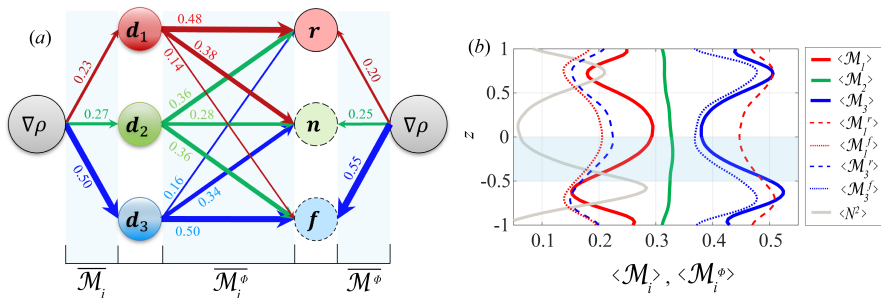 (a)
∇ρ
d₁
d₂
d₃
r
n
f
∇ρ
0.23
0.27
0.50
0.48
0.38
0.14
0.36
0.28
0.36
0.16
0.34
0.50
0.20
0.25
0.55
ℳ̅ᵢ
ℳ̅ᵢᶲ
ℳ̅ᶲ
(b)
1
0.5
0
-0.5
-1
z
0.1 0.2 0.3 0.4 0.5
<ℳᵢ> , <ℳᵢᶲ>
<ℳ₁>
<ℳ₂>
<ℳ₃>
<ℳ₁ʳ>
<ℳ₁ᶠ>
<ℳ₃ʳ>
<ℳ₃ᶠ>
<N²>